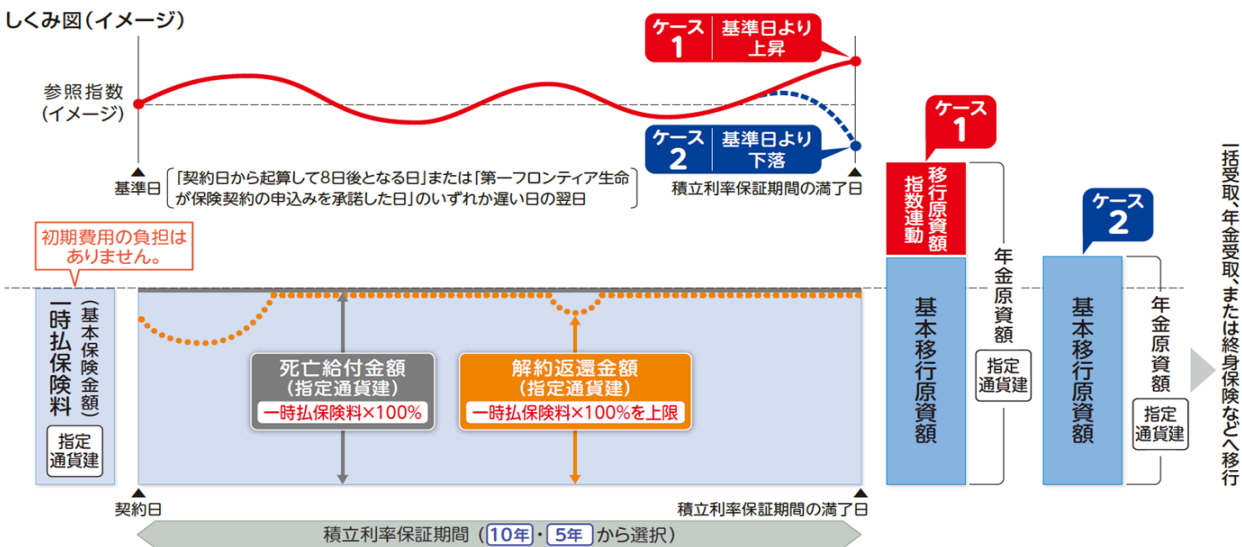 しくみ図(イメージ)
ケース
1
基準日より
上昇
参照指数
(イメージ)
ケース
2
基準日より
下落
基準日
「契約日から起算して8日後となる日」または「第一フロンティア生命
が保険契約の申込みを承諾した日」のいずれか遅い日の翌日
積立利率保証期間の満了日
初期費用の負担は
ありません。
一時払保険料
(基本保険金額)
指定
通貨建
死亡給付金額
(指定通貨建)
一時払保険料×100%
解約返還金額
(指定通貨建)
一時払保険料×100%を上限
契約日
積立利率保証期間の満了日
積立利率保証期間(10年・5年から選択)
ケース
1
指数連動
移行原資額
基本移行原資額
年金原資額
指定
通貨建
ケース
2
基本移行原資額
年金原資額
指定
通貨建
一括受取、年金受取、または終身保険などへ移行